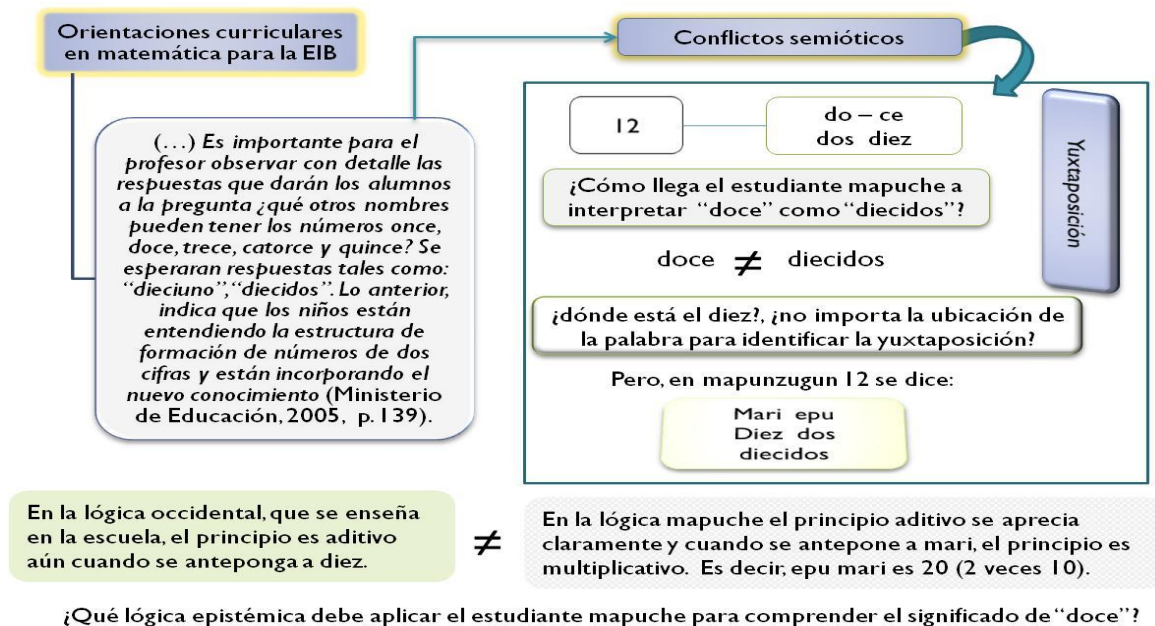 Orientaciones curriculares
en matemática para la EIB
(…) Es importante para el
profesor observar con detalle las
respuestas que darán los alumnos
a la pregunta ¿qué otros nombres
pueden tener los números once,
doce, trece, catorce y quince? Se
esperaran respuestas tales como:
“dieciuno”, “diecidos”. Lo anterior,
indica que los niños están
entendiendo la estructura de
formación de números de dos
cifras y están incorporando el
nuevo conocimiento (Ministerio
de Educación, 2005, p. 139).
Conflictos semióticos
12
do – ce
dos diez
Yuxtaposición
¿Cómo llega el estudiante mapuche a
interpretar “doce” como “diecidos”?
doce ≠ diecidos
¿dónde está el diez?, ¿no importa la ubicación de
la palabra para identificar la yuxtaposición?
Pero, en mapunzugun 12 se dice:
Mari epu
Diez dos
diecidos
En la lógica occidental, que se enseña
en la escuela, el principio es aditivo
aún cuando se anteponga a diez.
≠
En la lógica mapuche el principio aditivo se aprecia
claramente y cuando se antepone a mari, el principio es
multiplicativo. Es decir, epu mari es 20 (2 veces 10).
¿Qué lógica epistémica debe aplicar el estudiante mapuche para comprender el significado de “doce”?